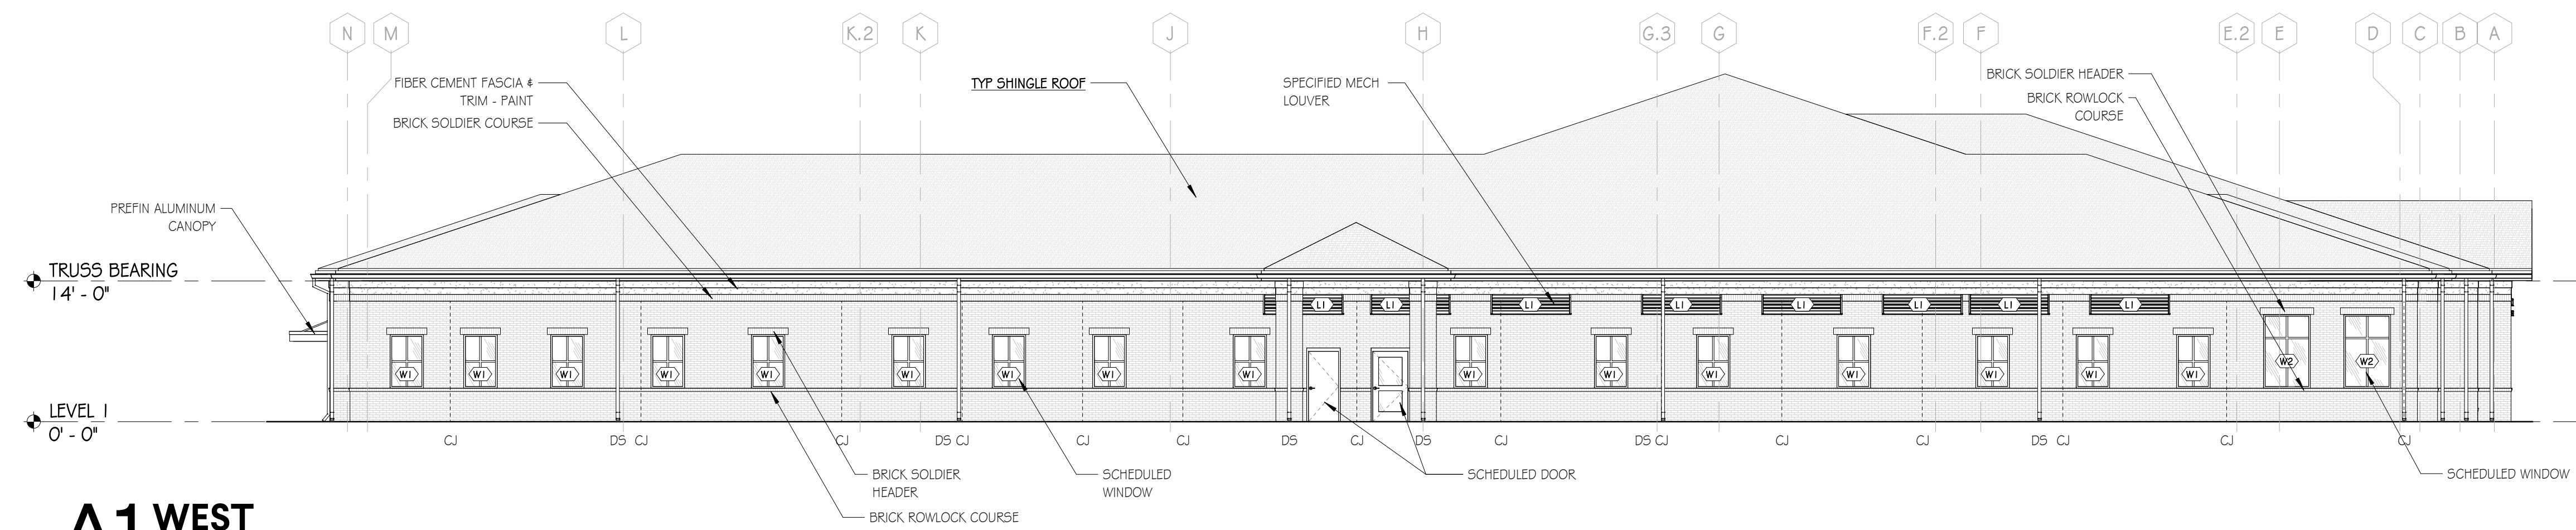 N M L K.2 K J H G.3 G F.2 F E.2 E D C B A
FIBER CEMENT FASCIA &
TRIM - PAINT
BRICK SOLDIER COURSE
TYP SHINGLE ROOF
SPECIFIED MECH
LOUVER
BRICK SOLDIER HEADER
BRICK ROWLOCK
COURSE
PREFIN ALUMINUM
CANOPY
TRUSS BEARING
14' - 0"
L1 L1 L1 L1 L1 L1 L1 L1
W1 W1 W1 W1 W1 W1 W1 W1 W1 W1 W1 W1 W1 W1 W1 W1 W2 W2
LEVEL 1
0' - 0"
CJ DS CJ CJ DS CJ CJ CJ DS CJ DS CJ DS CJ CJ CJ DS CJ CJ CJ
BRICK SOLDIER
HEADER
SCHEDULED
WINDOW
SCHEDULED DOOR
SCHEDULED WINDOW
BRICK ROWLOCK COURSE
A1 WEST